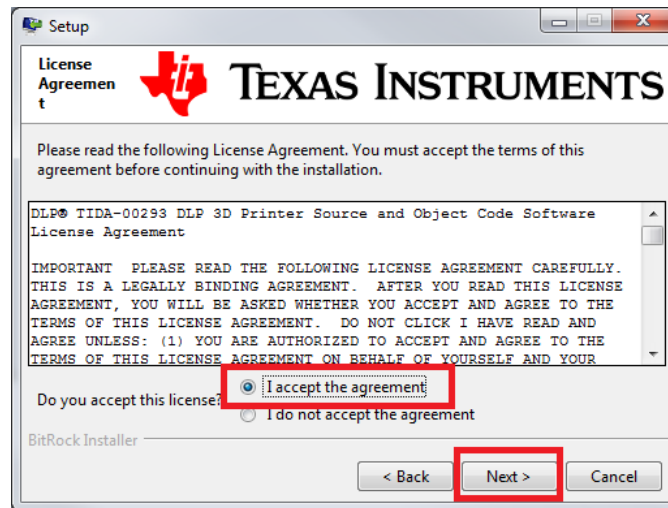 Setup
License
Agreemen
t
TEXAS INSTRUMENTS
Please read the following License Agreement. You must accept the terms of this
agreement before continuing with the installation.
DLP® TIDA-00293 DLP 3D Printer Source and Object Code Software
License Agreement
IMPORTANT  PLEASE READ THE FOLLOWING LICENSE AGREEMENT CAREFULLY.
THIS IS A LEGALLY BINDING AGREEMENT.  AFTER YOU READ THIS LICENSE
AGREEMENT, YOU WILL BE ASKED WHETHER YOU ACCEPT AND AGREE TO THE
TERMS OF THIS LICENSE AGREEMENT.  DO NOT CLICK I HAVE READ AND
AGREE UNLESS: (1) YOU ARE AUTHORIZED TO ACCEPT AND AGREE TO THE
TERMS OF THIS LICENSE AGREEMENT ON BEHALF OF YOURSELF AND YOUR
Do you accept this license?
I accept the agreement
I do not accept the agreement
BitRock Installer
< Back
Next >
Cancel